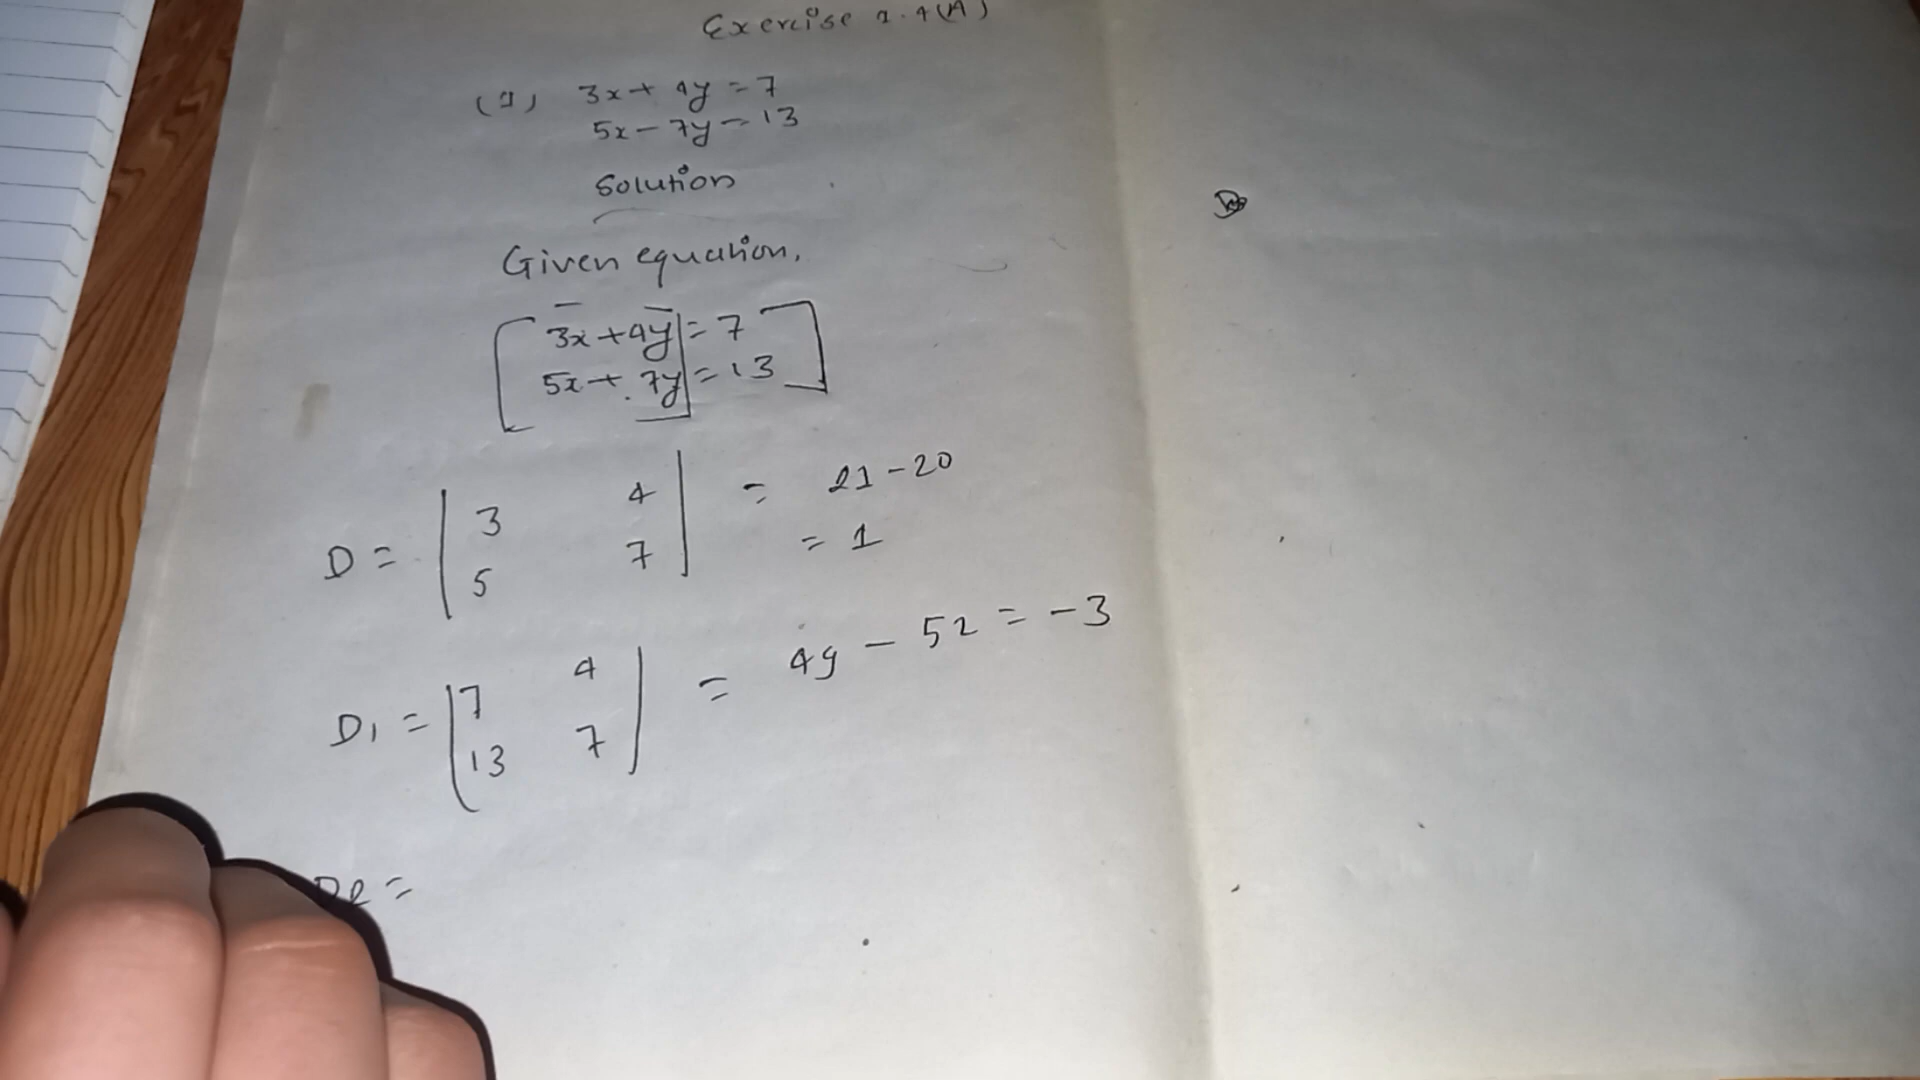 Exercise 1.4(A)
(1) 3x + 4y = 7
5x - 7y = 13
Solution
Given equation,
3x + 4y = 7
5x + 7y = 13
D = | 3 4 | = 21 - 20
| 5 7 | = 1
D1 = | 7 4 | = 49 - 52 = -3
| 13 7 |
D2 =